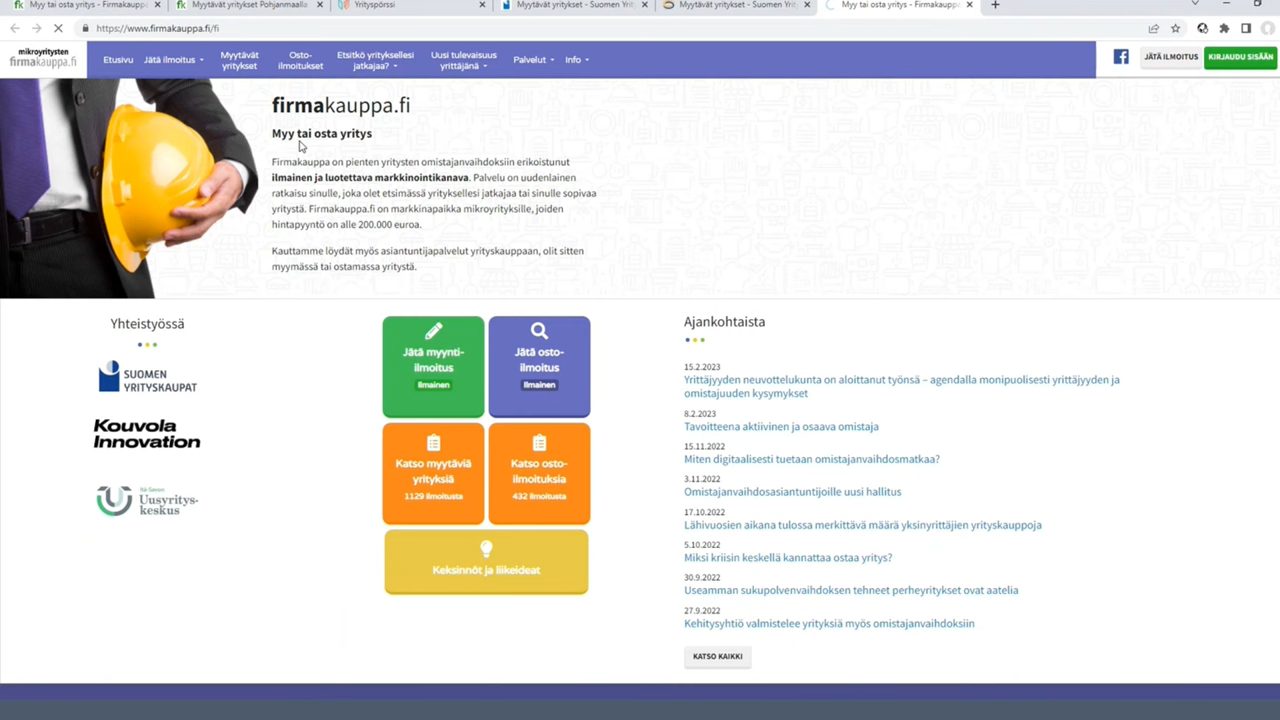 Myy tai osta yritys - Firmakauppa
Myytävät yritykset Pohjanmaalla
Yrityspörssi
Myytävät yritykset - Suomen Yrit
Myytävät yritykset - Suomen Yrit
Myy tai osta yritys - Firmakauppa
https://www.firmakauppa.fi/fi
mikroyritysten
firmakauppa.fi
Etusivu
Jätä ilmoitus
Myytävät
yritykset
Osto-
ilmoitukset
Etsitkö yrityksellesi
jatkajaa?
Uusi tulevaisuus
yrittäjänä
Palvelut
Info
JÄTÄ ILMOITUS
KIRJAUDU SISÄÄN
firmakauppa.fi
Myy tai osta yritys
Firmakauppa on pienten yritysten omistajanvaihdoksiin erikoistunut
ilmainen ja luotettava markkinointikanava. Palvelu on uudenlainen
ratkaisu sinulle, joka olet etsimässä yrityksellesi jatkajaa tai sinulle sopivaa
yritystä. Firmakauppa.fi on markkinapaikka mikroyrityksille, joiden
hintapyyntö on alle 200.000 euroa.
Kauttamme löydät myös asiantuntijapalvelut yrityskauppaan, olit sitten
myymässä tai ostamassa yritystä.
Yhteistyössä
SUOMEN
YRITYSKAUPAT
Kouvola
Innovation
Uusyritys-
keskus
Jätä myynti-
ilmoitus
Ilmainen
Jätä osto-
ilmoitus
Ilmainen
Katso myytäviä
yrityksiä
1129 ilmoitusta
Katso osto-
ilmoituksia
432 ilmoitusta
Keksinnöt ja liikeideat
Ajankohtaista
15.2.2023
Yrittäjyyden neuvottelukunta on aloittanut työnsä – agendalla monipuolisesti yrittäjyyden ja
omistajuuden kysymykset
8.2.2023
Tavoitteena aktiivinen ja osaava omistaja
15.11.2022
Miten digitaalisesti tuetaan omistajanvaihdosmatkaa?
3.11.2022
Omistajanvaihdosasiantuntijoille uusi hallitus
17.10.2022
Lähivuosien aikana tulossa merkittävä määrä yksinyrittäjien yrityskauppoja
5.10.2022
Miksi kriisin keskellä kannattaa ostaa yritys?
30.9.2022
Useamman sukupolvenvaihdoksen tehneet perheyritykset ovat aatelia
27.9.2022
Kehitysyhtiö valmistelee yrityksiä myös omistajanvaihdoksiin
KATSO KAIKKI